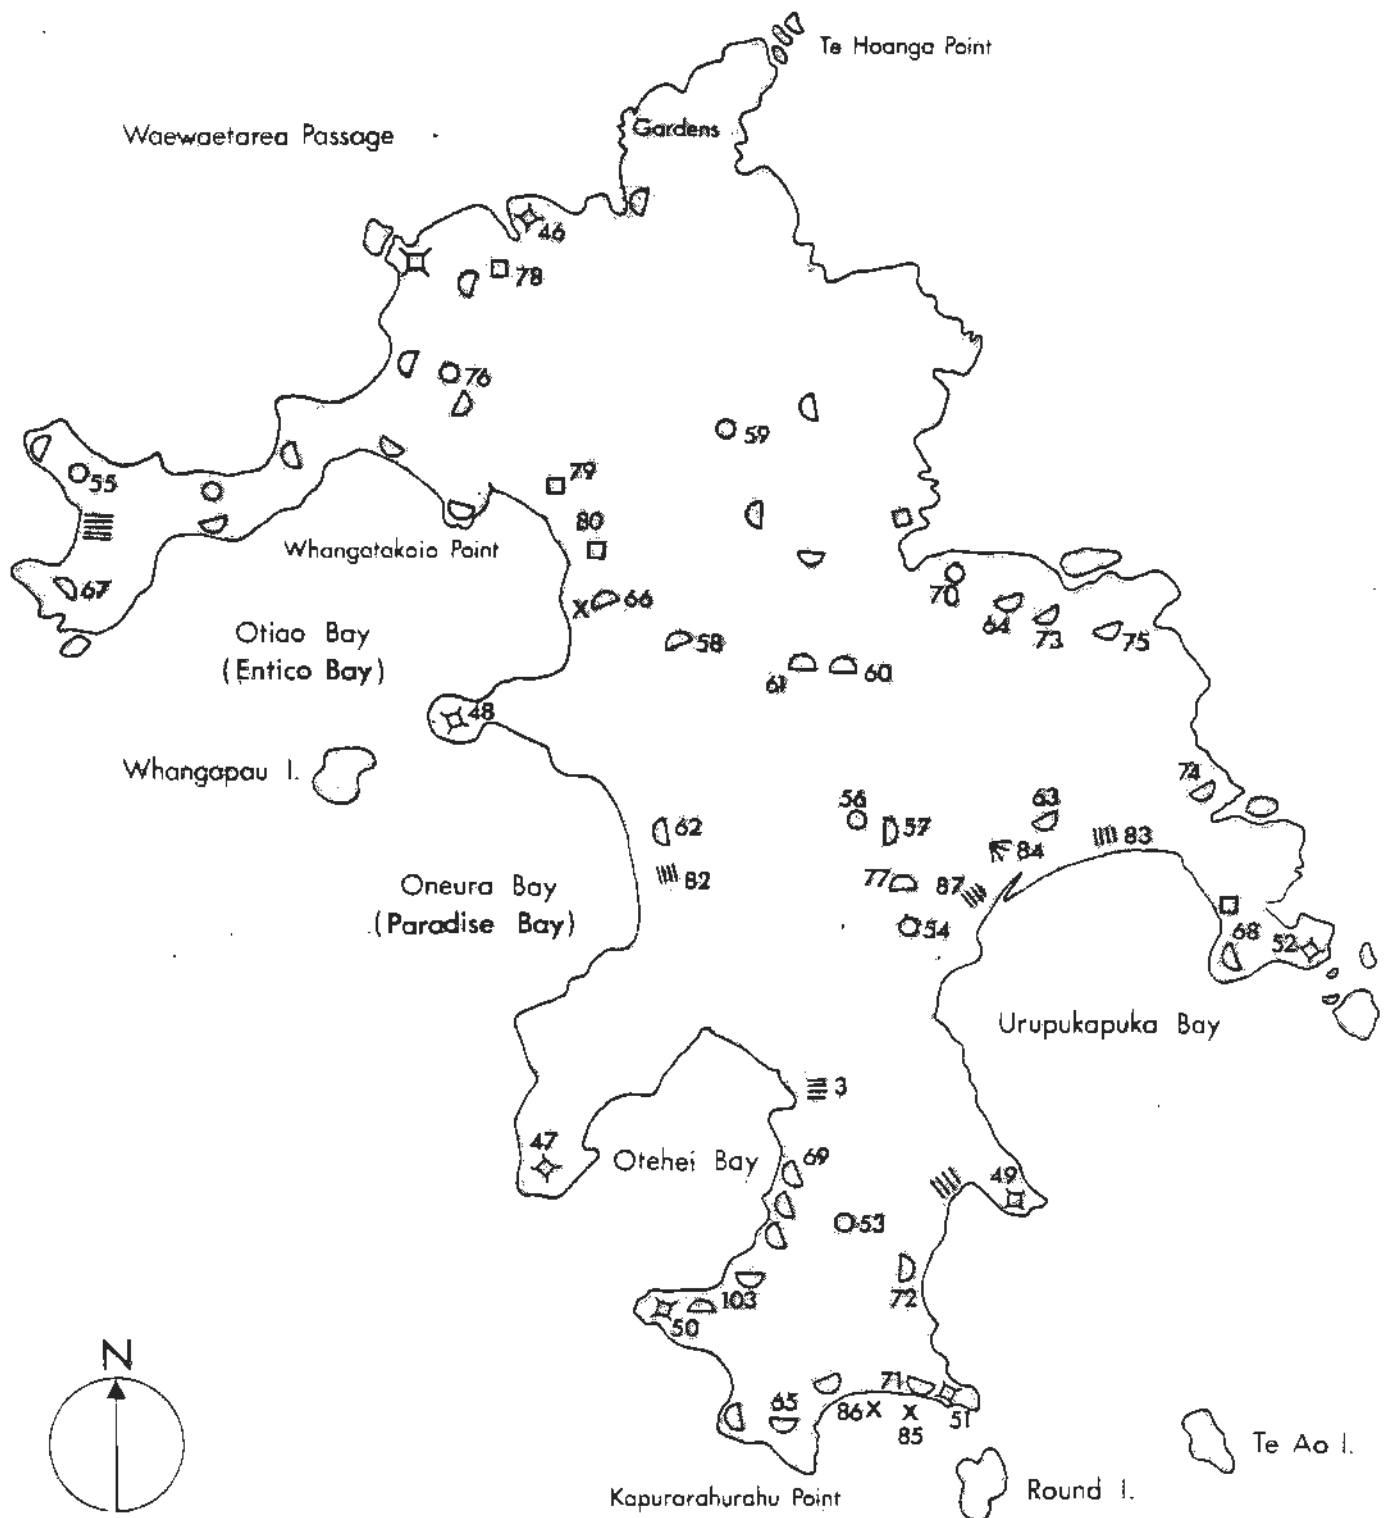 Te Hoanga Point
Waewaetarea Passage
Gardens
46
78
76
59
79
55
80
Whangatakoio Point
70
67
66
64
73
75
Otiao Bay
(Entico Bay)
58
61
60
48
Whangapau I.
74
56
63
62
57
83
84
Oneura Bay
(Paradise Bay)
82
77
87
54
68
52
Urupukapuka Bay
3
47
Otehei Bay
69
49
53
103
72
50
71
65
86
85
51
N
Te Ao I.
Round I.
Kapurarahurahu Point